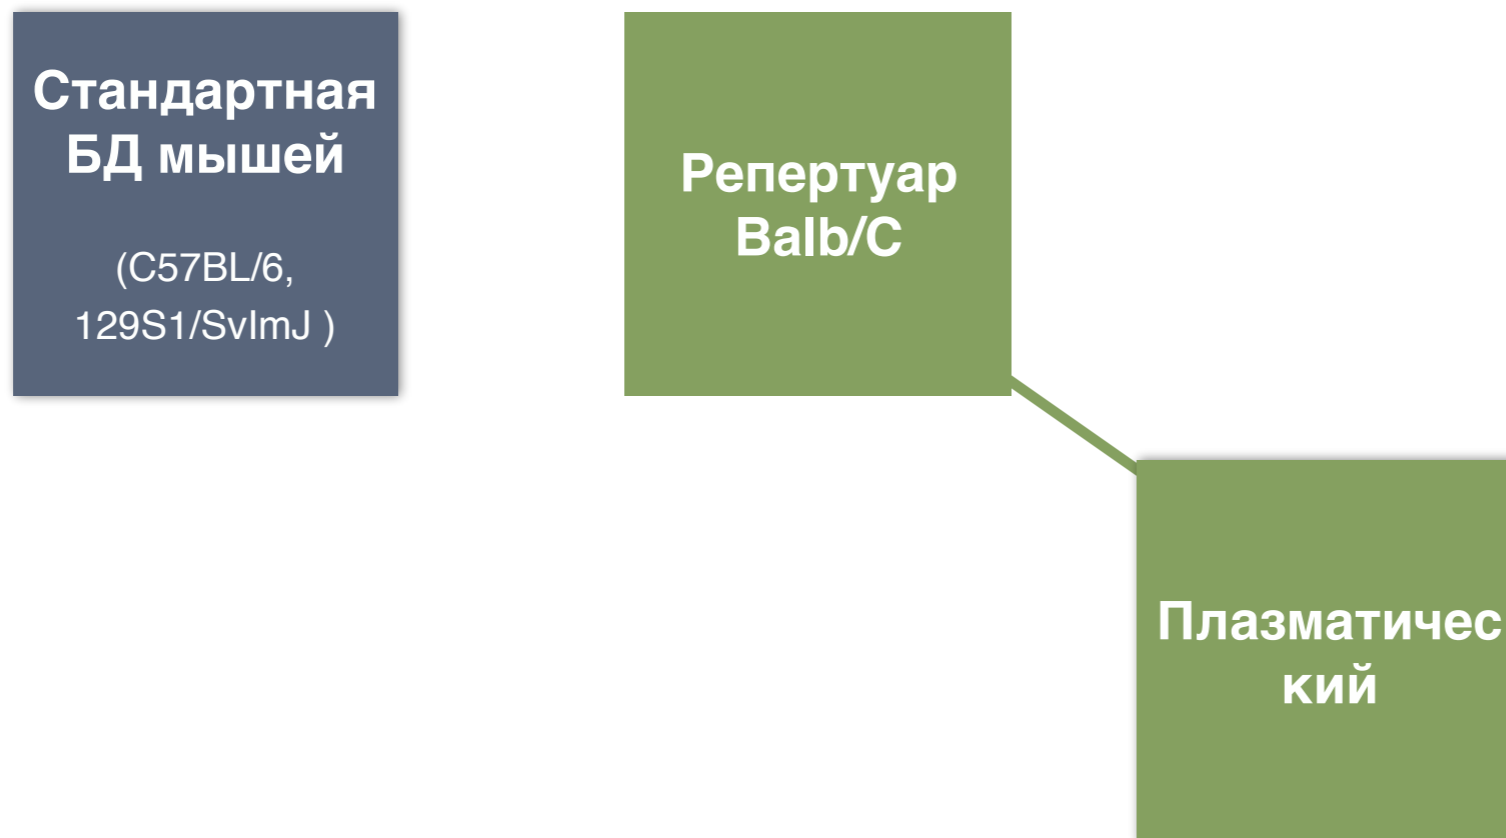 Стандартная
БД мышей
(C57BL/6,
129S1/SvImJ )
Репертуар
Balb/C
Плазматичес
кий